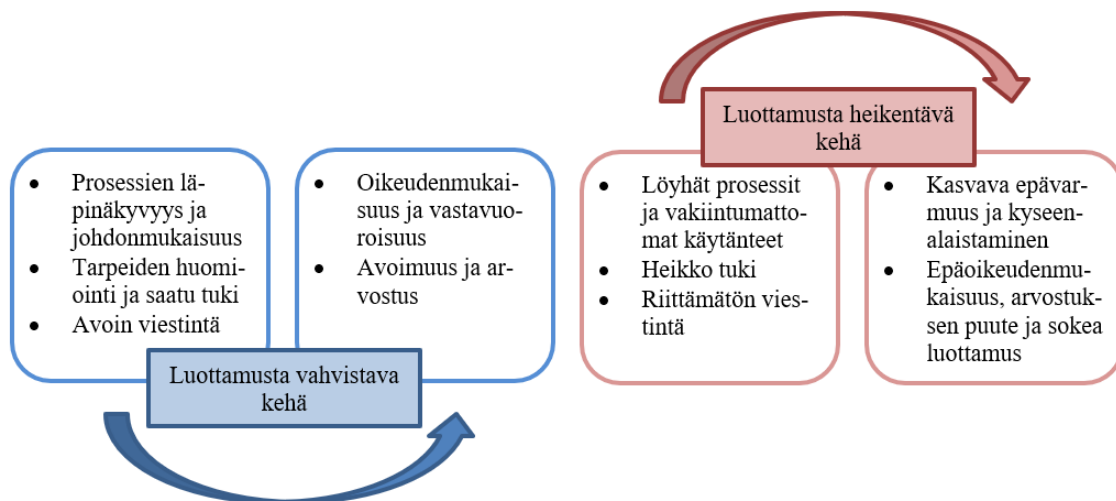 Prosessien lä-
pinäkyvyys ja
johdonmukaisuus
Tarpeiden huomi-
ointi ja saatu tuki
Avoin viestintä
Oikeudenmukai-
suus ja vastavuo-
roisuus
Avoimuus ja ar-
vostus
Luottamusta vahvistava
kehä
Luottamusta heikentävä
kehä
Löyhät prosessit
ja vakiintumatto-
mat käytänteet
Heikko tuki
Riittämätön vies-
tintä
Kasvava epävar-
muus ja kyseen-
alaistaminen
Epäoikeudenmu-
kaisuus, arvostuk-
sen puute ja sokea
luottamus